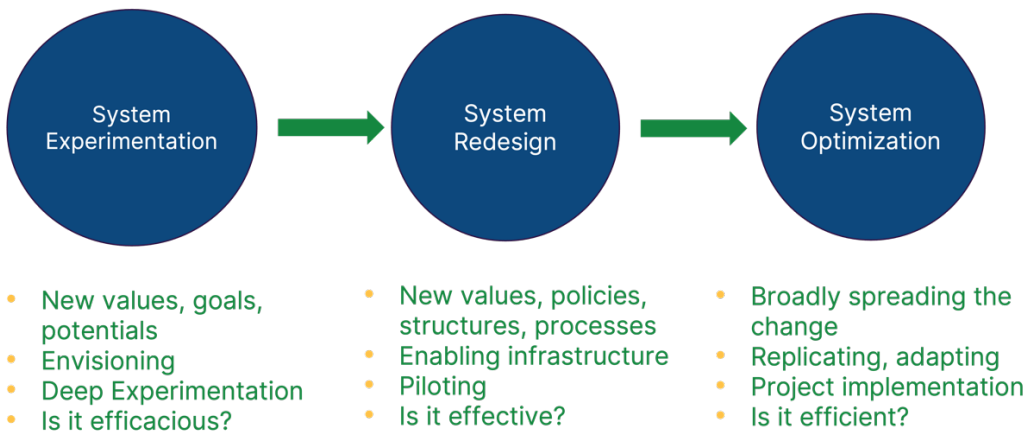 System
Experimentation
System
Redesign
System
Optimization
• New values, goals,
potentials
• Envisioning
• Deep Experimentation
• Is it efficacious?
• New values, policies,
structures, processes
• Enabling infrastructure
• Piloting
• Is it effective?
• Broadly spreading the
change
• Replicating, adapting
• Project implementation
• Is it efficient?